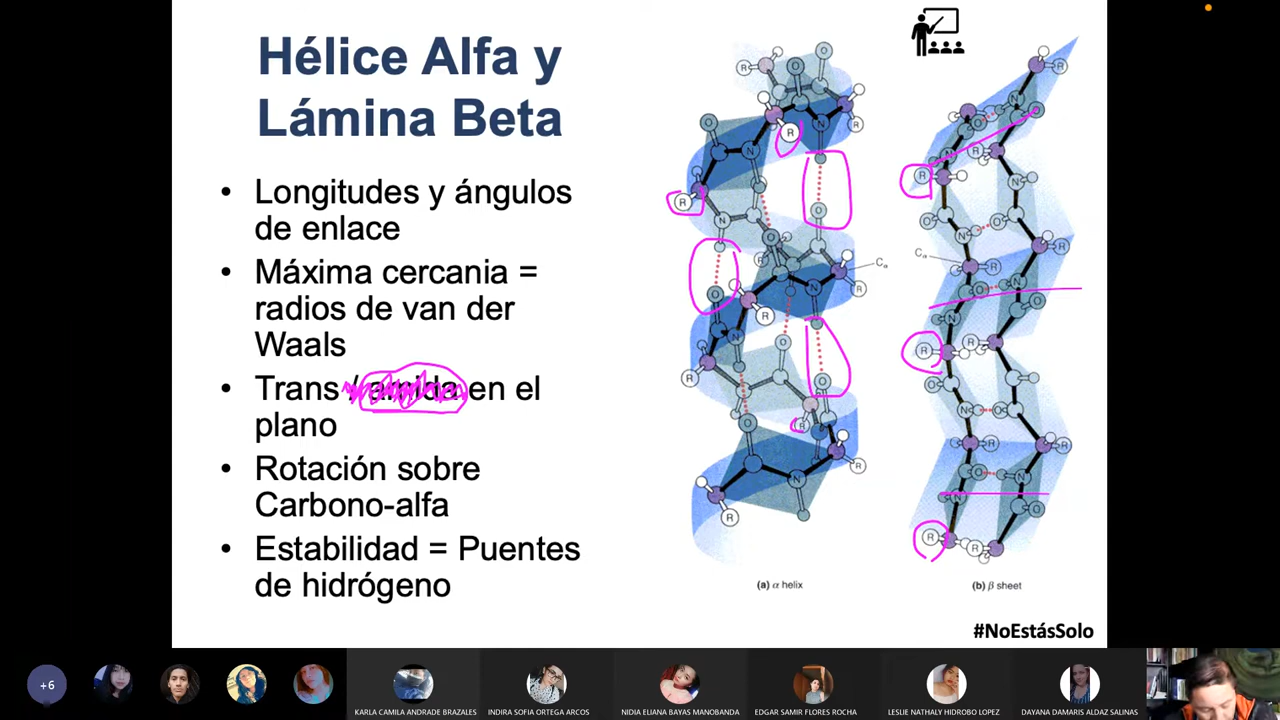 Hélice Alfa y
Lámina Beta
• Longitudes y ángulos
de enlace
• Máxima cercania =
radios de van der
Waals
• Trans / amida en el
plano
• Rotación sobre
Carbono-alfa
• Estabilidad = Puentes
de hidrógeno
(a) α helix
(b) β sheet
#NoEstásSolo
+6
KARLA CAMILA ANDRADE BRAZALES
INDIRA SOFIA ORTEGA ARCOS
NIDIA ELIANA BAYAS MANOBANDA
EDGAR SAMIR FLORES ROCHA
LESLIE NATHALY HIDROBO LOPEZ
DAYANA DAMARIS ALDAZ SALINAS